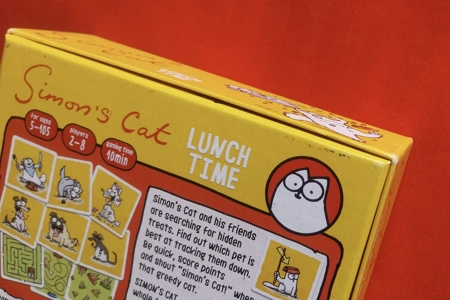 Simon's Cat
LUNCH
TIME
for ages
5-105
players
2-8
gaming time
10min
Simon's Cat and his friends
are searching for hidden
treats. Find out which pet is
best at tracking them down.
Be quick, score points
and shout "Simon's Cat!" when
that greedy cat.
SIMON'S CAT